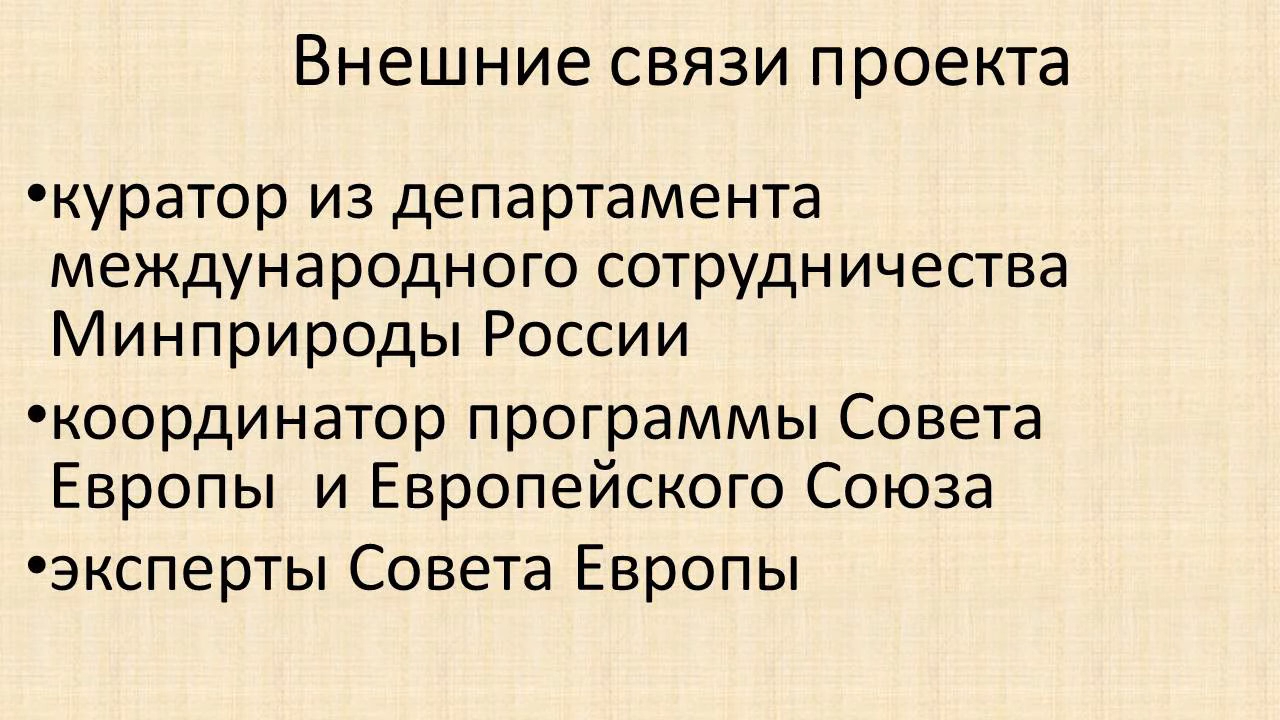 Внешние связи проекта
•куратор из департамента
международного сотрудничества
Минприроды России
•координатор программы Совета
Европы  и Европейского Союза
•эксперты Совета Европы